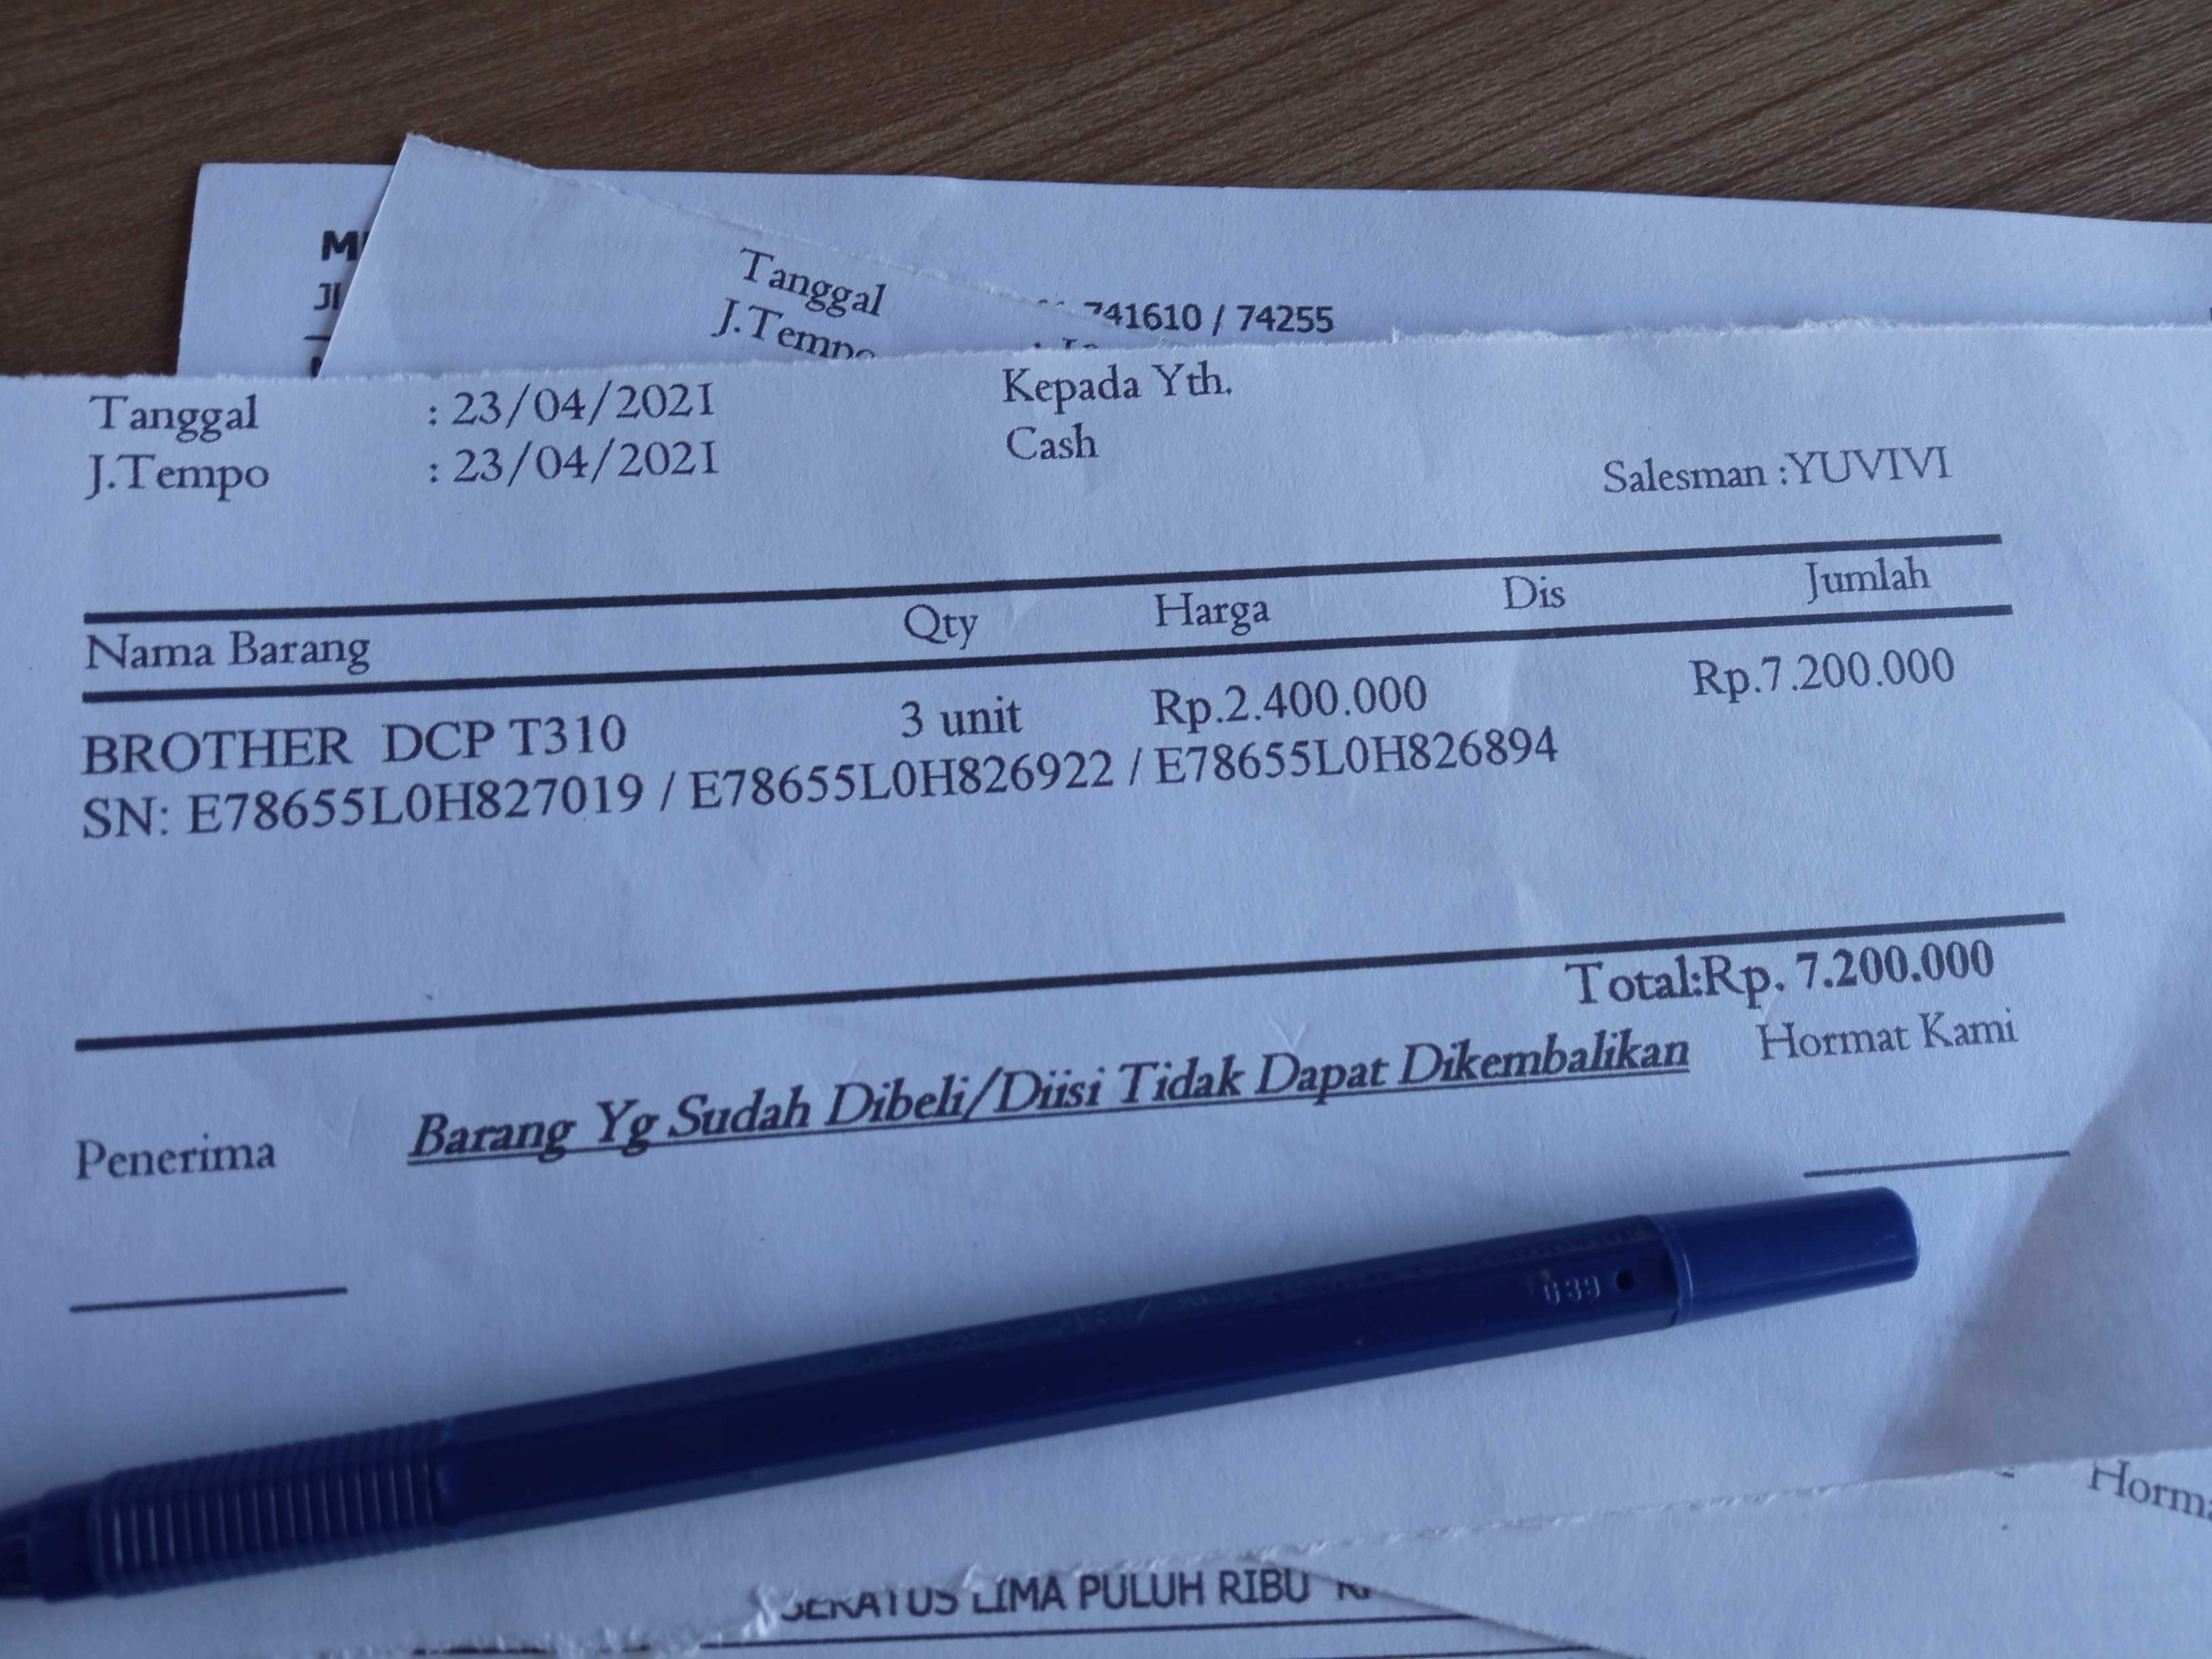 Tanggal
J.Tempo
741610 / 74255
Tanggal : 23/04/2021
J.Tempo : 23/04/2021
Kepada Yth.
Cash
Salesman :YUVIVI
Nama Barang Qty Harga Dis Jumlah
BROTHER DCP T310 3 unit Rp.2.400.000 Rp.7.200.000
SN: E78655L0H827019 / E78655L0H826922 / E78655L0H826894
Total:Rp. 7.200.000
Penerima Barang Yg Sudah Dibeli/Diisi Tidak Dapat Dikembalikan Hormat Kami
LIMA PULUH RIBU